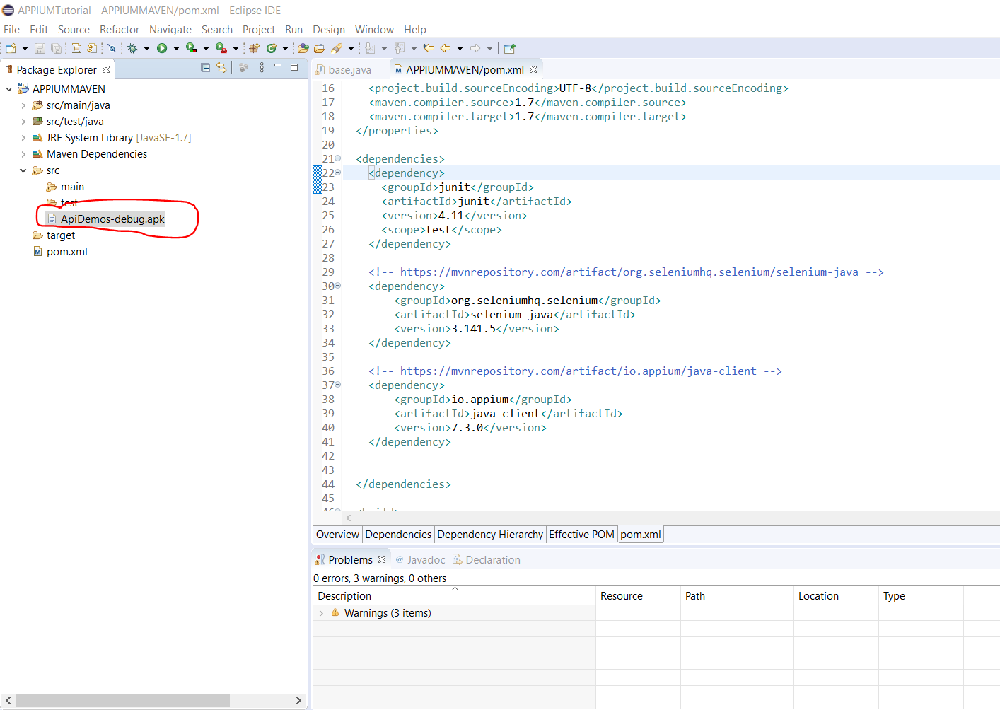 APPIUMTutorial - APPIUMMAVEN/pom.xml - Eclipse IDE
File Edit Source Refactor Navigate Search Project Run Design Window Help
Package Explorer
APPIUMMAVEN
src/main/java
src/test/java
JRE System Library [JavaSE-1.7]
Maven Dependencies
src
main
test
ApiDemos-debug.apk
target
pom.xml
base.java APPIUMMAVEN/pom.xml
16 <project.build.sourceEncoding>UTF-8</project.build.sourceEncoding>
17 <maven.compiler.source>1.7</maven.compiler.source>
18 <maven.compiler.target>1.7</maven.compiler.target>
19 </properties>
20
21 <dependencies>
22 <dependency>
23 <groupId>junit</groupId>
24 <artifactId>junit</artifactId>
25 <version>4.11</version>
26 <scope>test</scope>
27 </dependency>
28
29 <!-- https://mvnrepository.com/artifact/org.seleniumhq.selenium/selenium-java -->
30 <dependency>
31 <groupId>org.seleniumhq.selenium</groupId>
32 <artifactId>selenium-java</artifactId>
33 <version>3.141.5</version>
34 </dependency>
35
36 <!-- https://mvnrepository.com/artifact/io.appium/java-client -->
37 <dependency>
38 <groupId>io.appium</groupId>
39 <artifactId>java-client</artifactId>
40 <version>7.3.0</version>
41 </dependency>
42
43
44 </dependencies>
45
Overview Dependencies Dependency Hierarchy Effective POM pom.xml
Problems @ Javadoc Declaration
0 errors, 3 warnings, 0 others
Description Resource Path Location Type
Warnings (3 items)